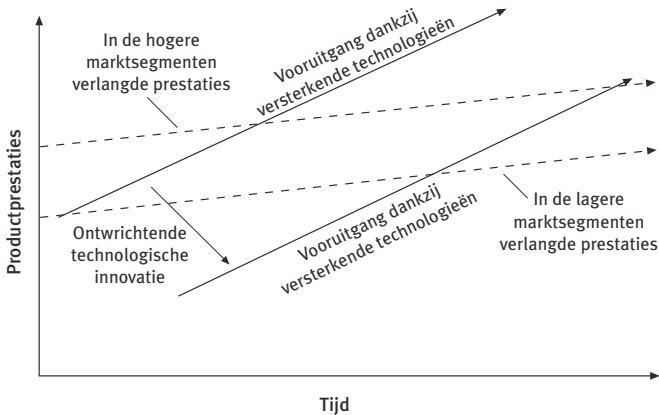 In de hogere
marktsegmenten
verlangde prestaties
Vooruitgang dankzij
versterkende technologieën
Productprestaties
Ontwrichtende
technologische
innovatie
Vooruitgang dankzij
versterkende technologieën
In de lagere
marktsegmenten
verlangde prestaties
Tijd